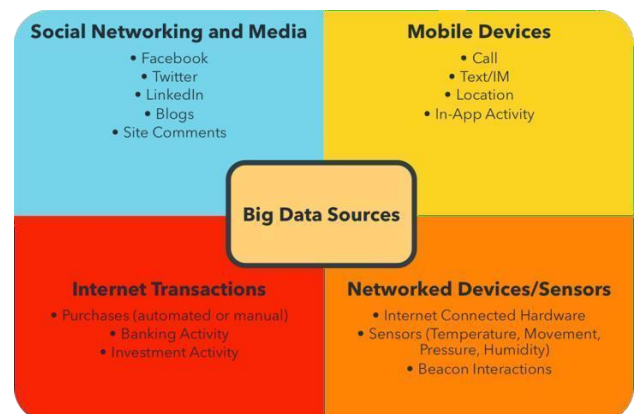 Social Networking and Media
• Facebook
• Twitter
• LinkedIn
• Blogs
• Site Comments
Mobile Devices
• Call
• Text/IM
• Location
• In-App Activity
Big Data Sources
Internet Transactions
• Purchases (automated or manual)
• Banking Activity
• Investment Activity
Networked Devices/Sensors
• Internet Connected Hardware
• Sensors (Temperature, Movement,
Pressure, Humidity)
• Beacon Interactions